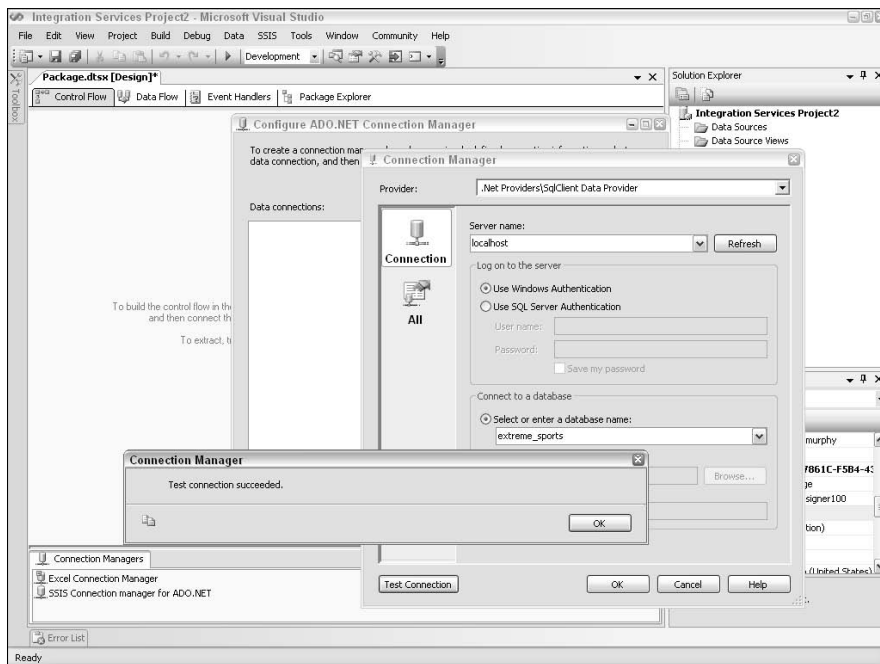 Integration Services Project2 - Microsoft Visual Studio
File Edit View Project Build Debug Data SSIS Tools Window Community Help
Development
Toolbox
Package.dtsx [Design]*
Control Flow Data Flow Event Handlers Package Explorer
Solution Explorer
Integration Services Project2
Data Sources
Data Source Views
Configure ADO.NET Connection Manager
To create a connection
data connection, and then
Data connections:
To build the control flow in the
and then connect
To extract,
Connection Manager
Provider:
.Net Providers\SqlClient Data Provider
Connection
All
Server name:
localhost
Refresh
Log on to the server
Use Windows Authentication
Use SQL Server Authentication
User name:
Password:
Save my password
Connect to a database
Select or enter a database name:
extreme_sports
Browse...
Connection Manager
Test connection succeeded.
OK
Test Connection
OK
Cancel
Help
murphy
7861C-F5B4-43
ge
signer100
tion)
(United States)
Connection Managers
Excel Connection Manager
SSIS Connection manager for ADO.NET
Error List
Ready